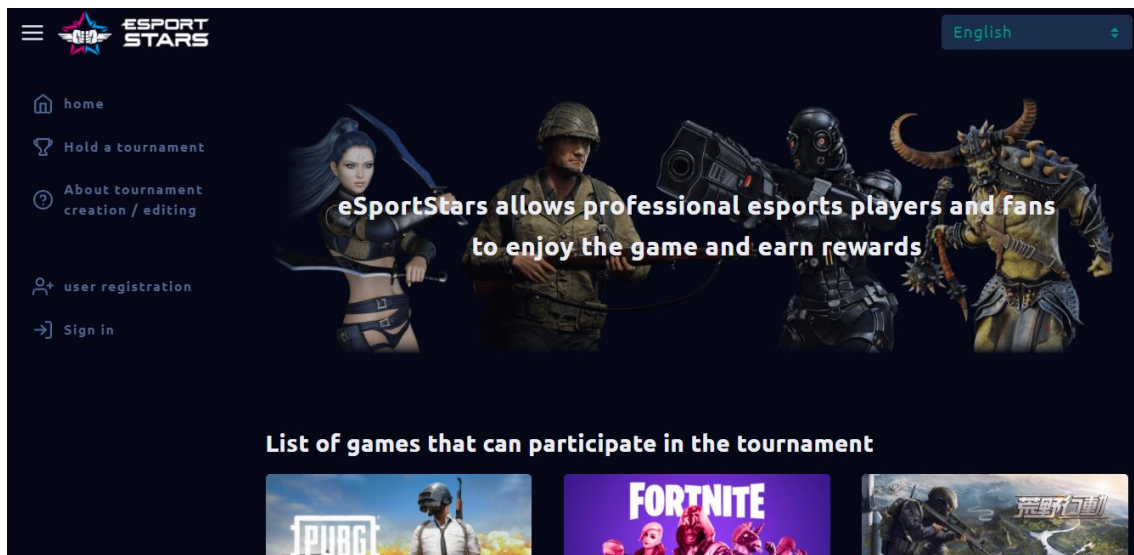 ESPORT
STARS
English
home
Hold a tournament
About tournament
creation / editing
user registration
Sign in
eSportStars allows professional esports players and fans
to enjoy the game and earn rewards
List of games that can participate in the tournament
PUBG
FORTNITE
荒野行動